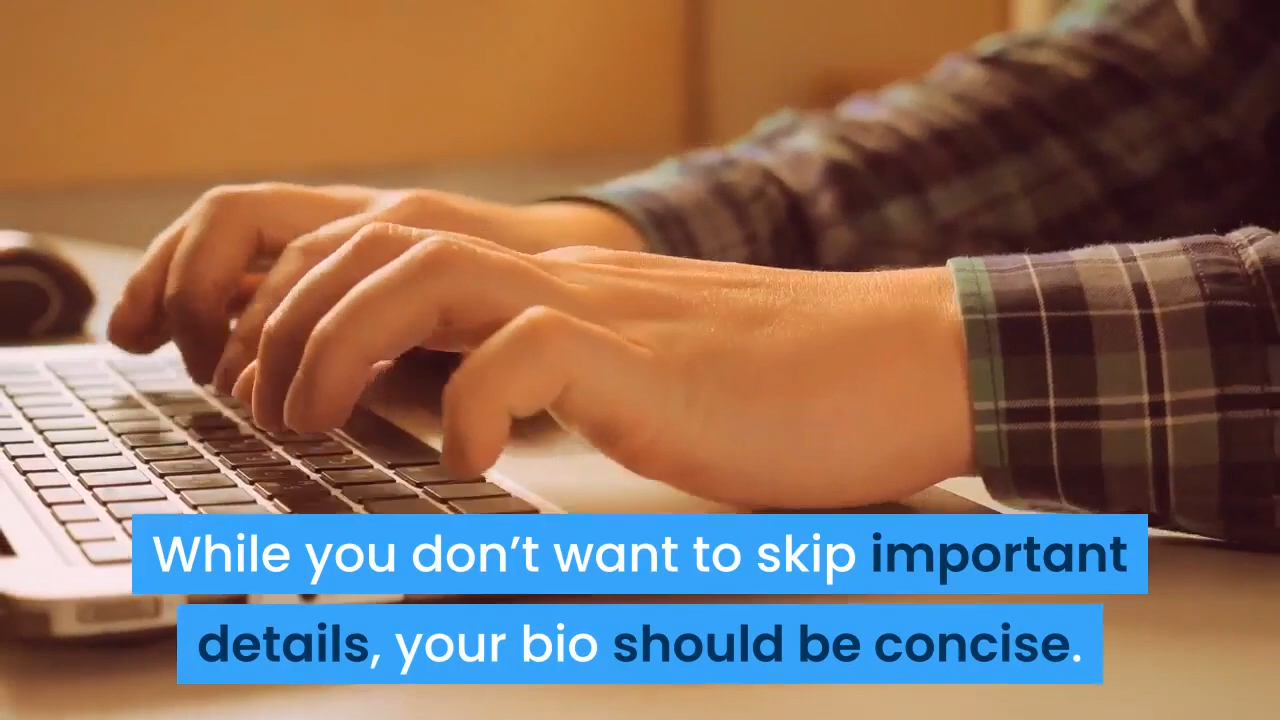 While you don’t want to skip important
details, your bio should be concise.